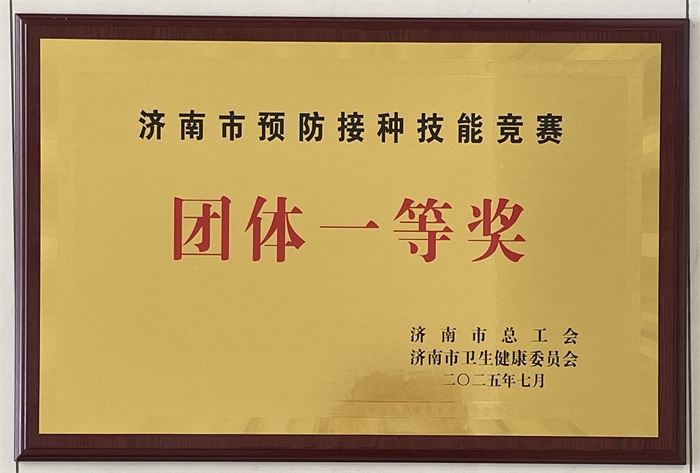 济南市预防接种技能竞赛
团体一等奖
济南市总工会
济南市卫生健康委员会
二〇二五年七月